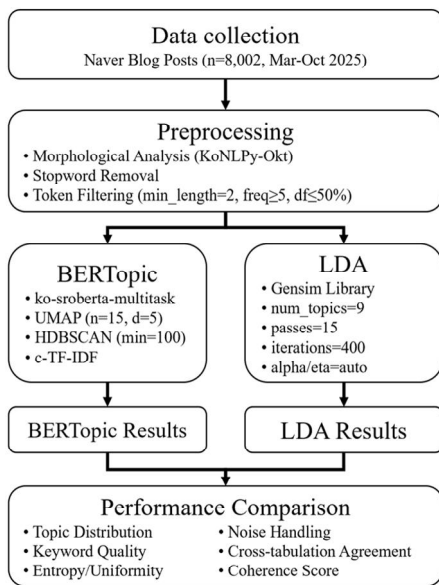 Data collection
Naver Blog Posts (n=8,002, Mar-Oct 2025)
Preprocessing
• Morphological Analysis (KoNLPy-Okt)
• Stopword Removal
• Token Filtering (min_length=2, freq≥5, df≤50%)
BERTopic
• ko-sroberta-multitask
• UMAP (n=15, d=5)
• HDBSCAN (min=100)
• c-TF-IDF
LDA
• Gensim Library
• num_topics=9
• passes=15
• iterations=400
• alpha/eta=auto
BERTopic Results
LDA Results
Performance Comparison
• Topic Distribution
• Keyword Quality
• Entropy/Uniformity
• Noise Handling
• Cross-tabulation Agreement
• Coherence Score